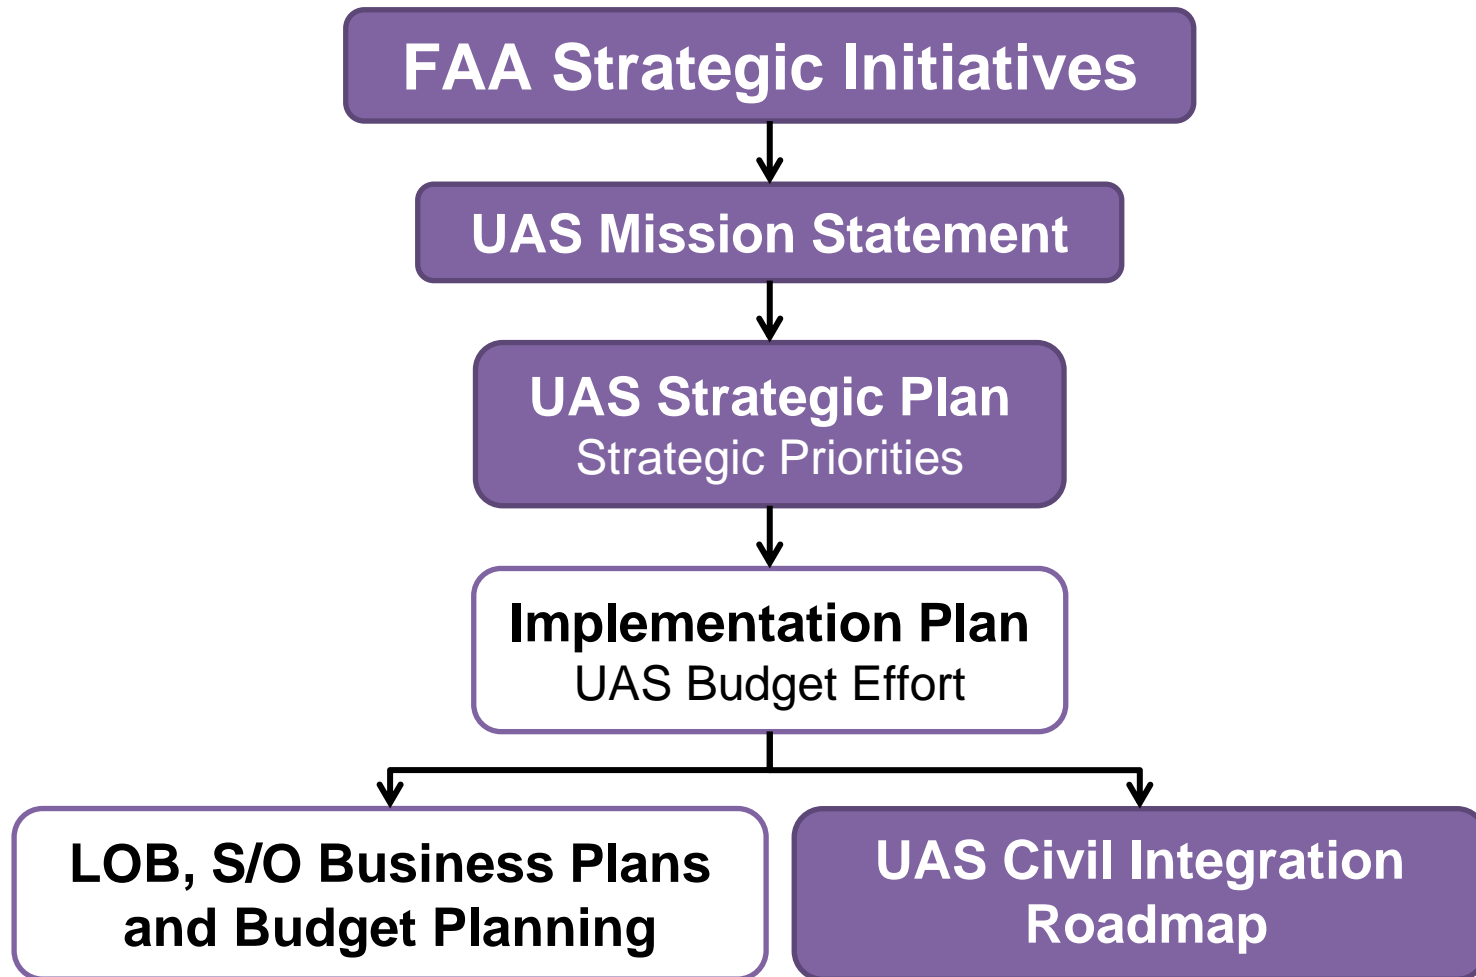 FAA Strategic Initiatives
UAS Mission Statement
UAS Strategic Plan
Strategic Priorities
Implementation Plan
UAS Budget Effort
LOB, S/O Business Plans
and Budget Planning
UAS Civil Integration
Roadmap